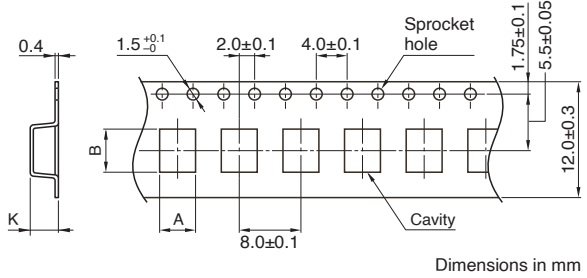 0.4
1.5 +0.1 −0
2.0±0.1
4.0±0.1
Sprocket
hole
1.75±0.1
5.5±0.05
12.0±0.3
B
K
A
8.0±0.1
Cavity
Dimensions in mm